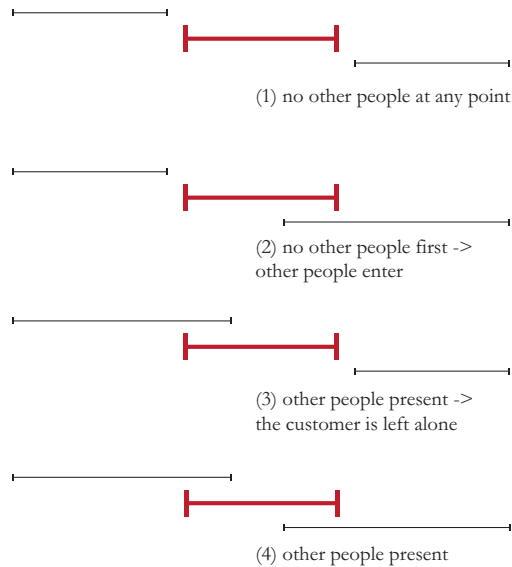 (1) no other people at any point
(2) no other people first ->
other people enter
(3) other people present ->
the customer is left alone
(4) other people present